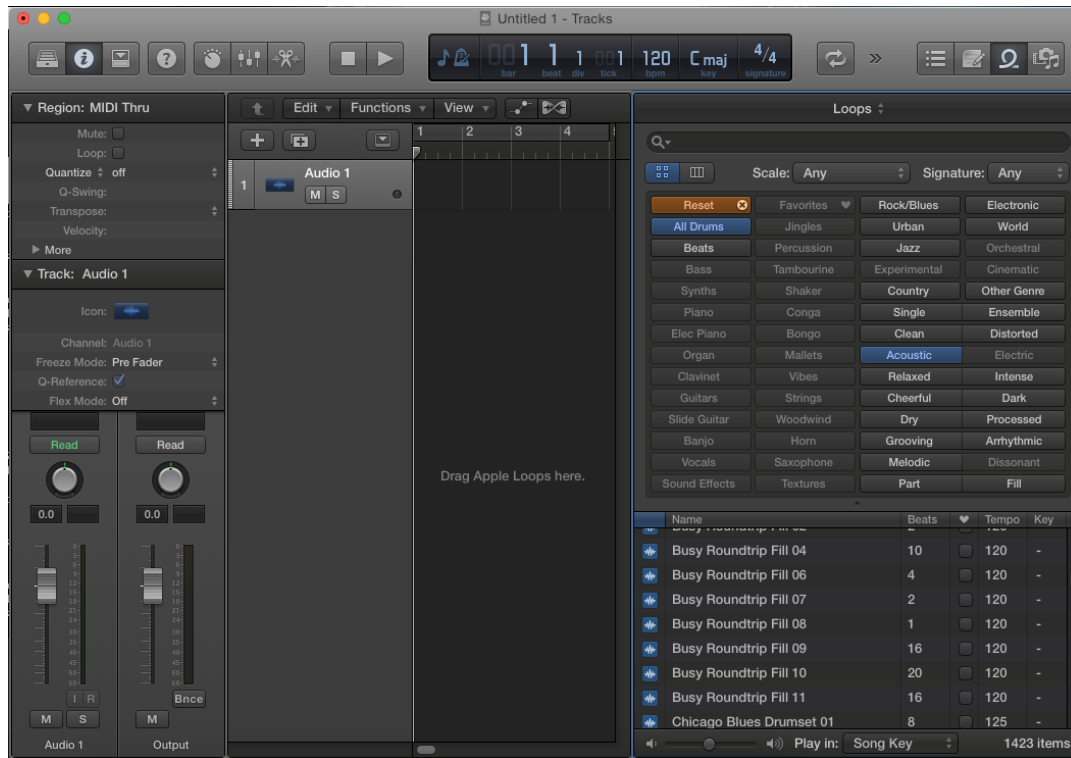 Untitled 1 - Tracks
001 1 1 001 120 C maj 4/4
bar beat div tick bpm key signature
Region: MIDI Thru
Mute:
Loop:
Quantize off
Q-Swing:
Transpose:
Velocity:
More
Track: Audio 1
Icon:
Channel: Audio 1
Freeze Mode: Pre Fader
Q-Reference:
Flex Mode: Off
Read Read
0.0 0.0
I R Bnce
M S M
Audio 1 Output
Edit Functions View
1 2 3 4
1 Audio 1
M S
Drag Apple Loops here.
Loops
Scale: Any Signature: Any
Reset Favorites Rock/Blues Electronic
All Drums Jingles Urban World
Beats Percussion Jazz Orchestral
Bass Tambourine Experimental Cinematic
Synths Shaker Country Other Genre
Piano Conga Single Ensemble
Elec Piano Bongo Clean Distorted
Organ Mallets Acoustic Electric
Clavinet Vibes Relaxed Intense
Guitars Strings Cheerful Dark
Slide Guitar Woodwind Dry Processed
Banjo Horn Grooving Arrhythmic
Vocals Saxophone Melodic Dissonant
Sound Effects Textures Part Fill
Name Beats Tempo Key
Busy Roundtrip Fill 02 2 120 -
Busy Roundtrip Fill 04 10 120 -
Busy Roundtrip Fill 06 4 120 -
Busy Roundtrip Fill 07 2 120 -
Busy Roundtrip Fill 08 1 120 -
Busy Roundtrip Fill 09 16 120 -
Busy Roundtrip Fill 10 20 120 -
Busy Roundtrip Fill 11 16 120 -
Chicago Blues Drumset 01 8 125 -
Play in: Song Key 1423 items